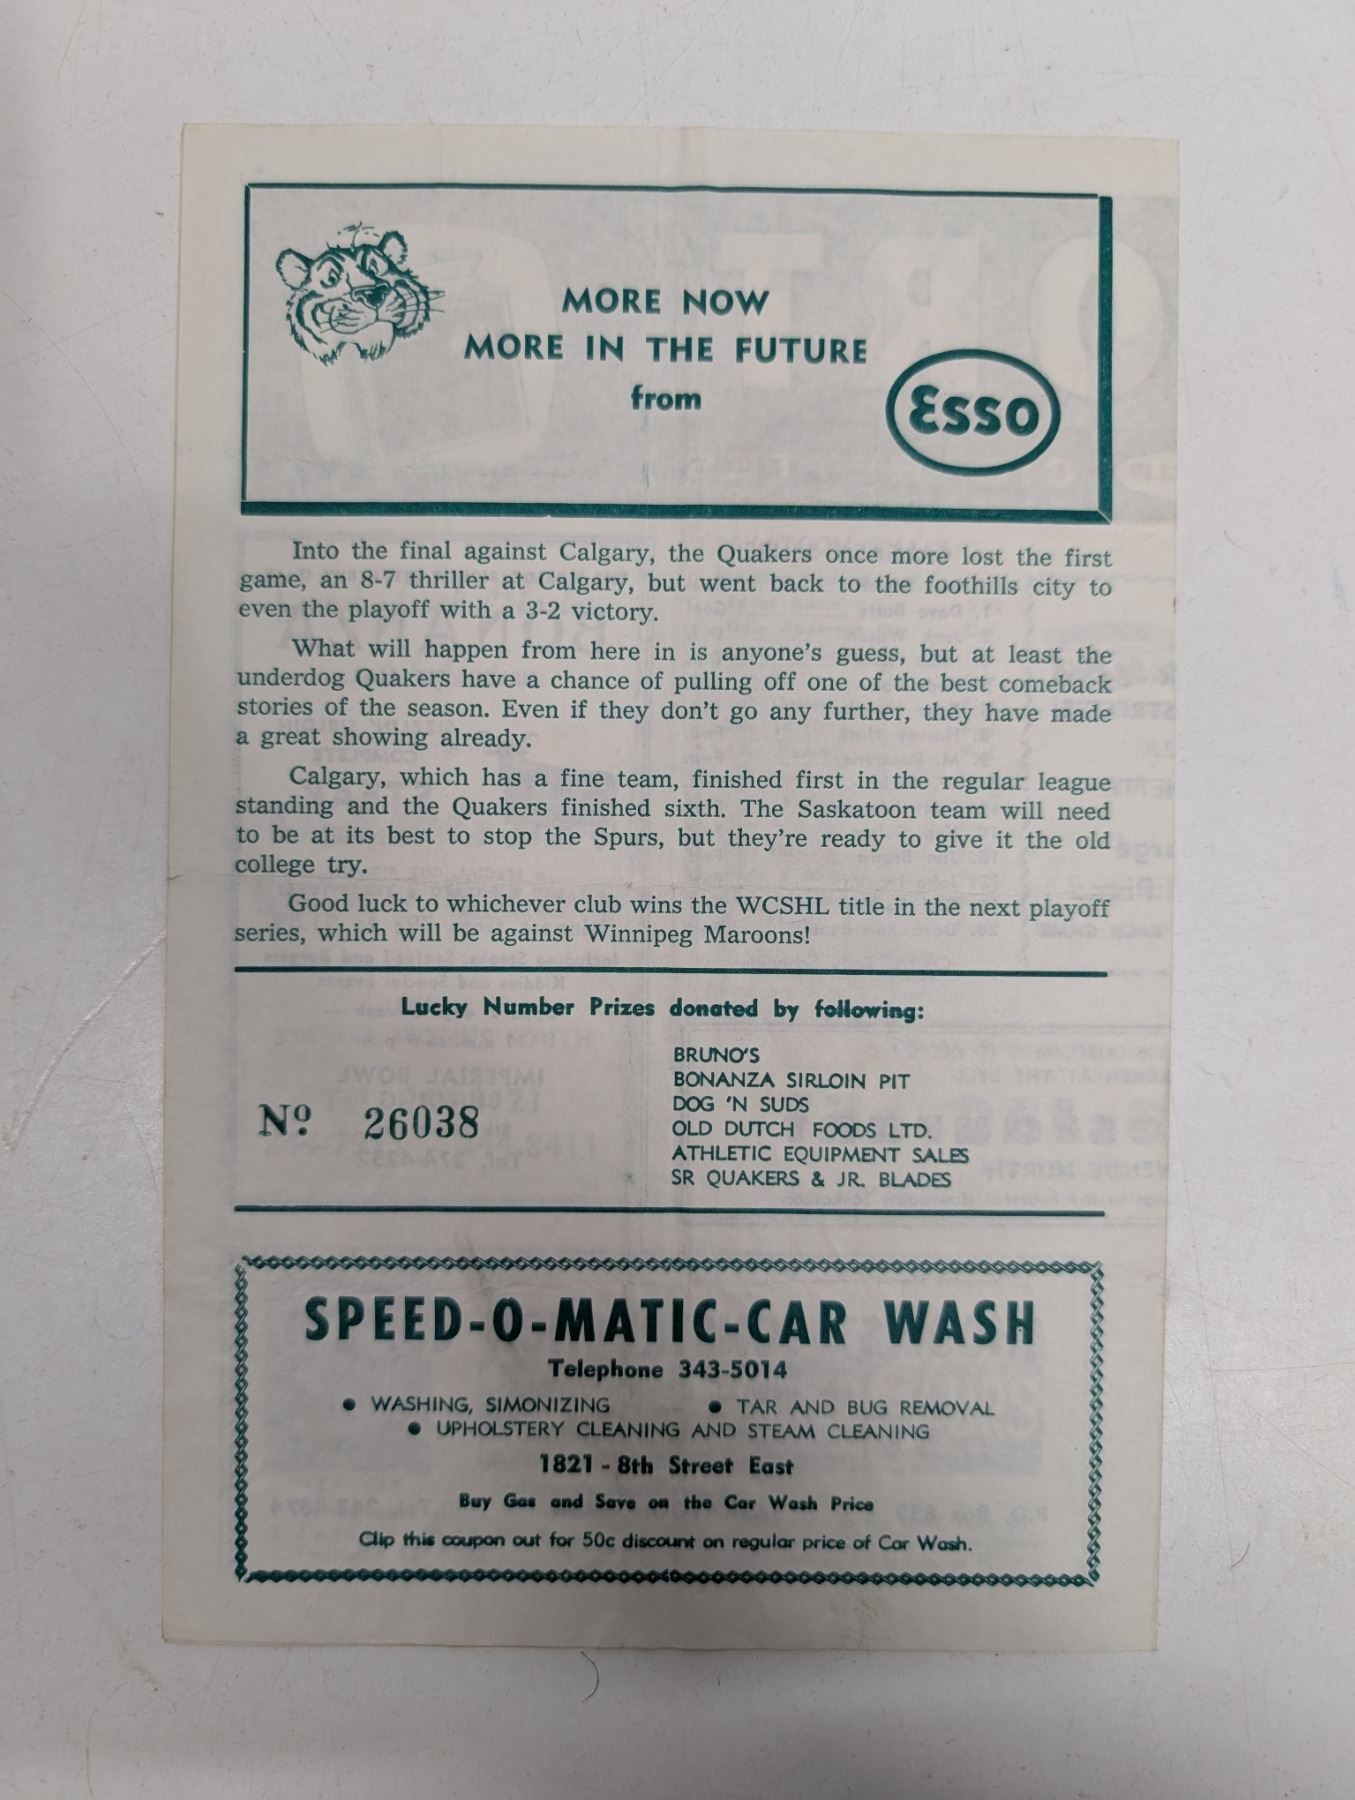 MORE NOW
MORE IN THE FUTURE
from
Esso
Into the final against Calgary, the Quakers once more lost the first
game, an 8-7 thriller at Calgary, but went back to the foothills city to
even the playoff with a 3-2 victory.
What will happen from here in is anyone's guess, but at least the
underdog Quakers have a chance of pulling off one of the best comeback
stories of the season. Even if they don't go any further, they have made
a great showing already.
Calgary, which has a fine team, finished first in the regular league
standing and the Quakers finished sixth. The Saskatoon team will need
to be at its best to stop the Spurs, but they're ready to give it the old
college try.
Good luck to whichever club wins the WCSHL title in the next playoff
series, which will be against Winnipeg Maroons!
Lucky Number Prizes donated by following:
BRUNO'S
BONANZA SIRLOIN PIT
DOG 'N SUDS
OLD DUTCH FOODS LTD.
ATHLETIC EQUIPMENT SALES
SR QUAKERS & JR. BLADES
Nº 26038
SPEED-O-MATIC-CAR WASH
Telephone 343-5014
• WASHING, SIMONIZING • TAR AND BUG REMOVAL
• UPHOLSTERY CLEANING AND STEAM CLEANING
1821 - 8th Street East
Buy Gas and Save on the Car Wash Price
Clip this coupon out for 50c discount on regular price of Car Wash.